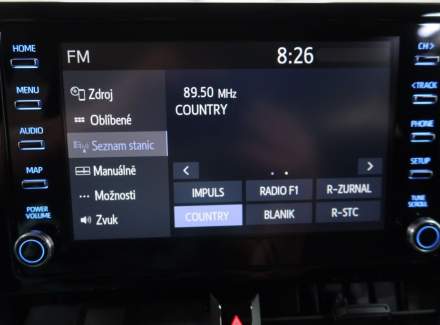 HOME
FM
8:26
CH>
Zdroj
89.50 MHz
COUNTRY
MENU
Oblíbené
<TRACK
AUDIO
Seznam stanic
PHONE
MAP
Manuálně
<
>
SETUP
Možnosti
IMPULS
RADIO F1
R-ZURNAL
POWER
VOLUME
Zvuk
COUNTRY
BLANIK
R-STC
TUNE
SCROLL